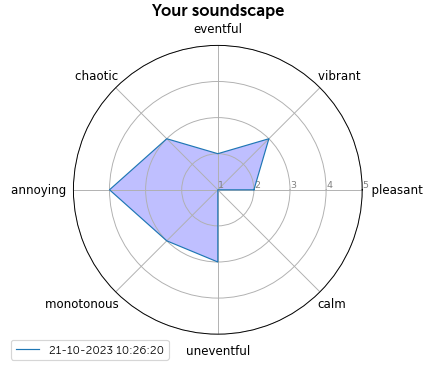 Your soundscape
eventful
chaotic
vibrant
annoying
1
2
3
4
5
pleasant
monotonous
calm
21-10-2023 10:26:20
uneventful